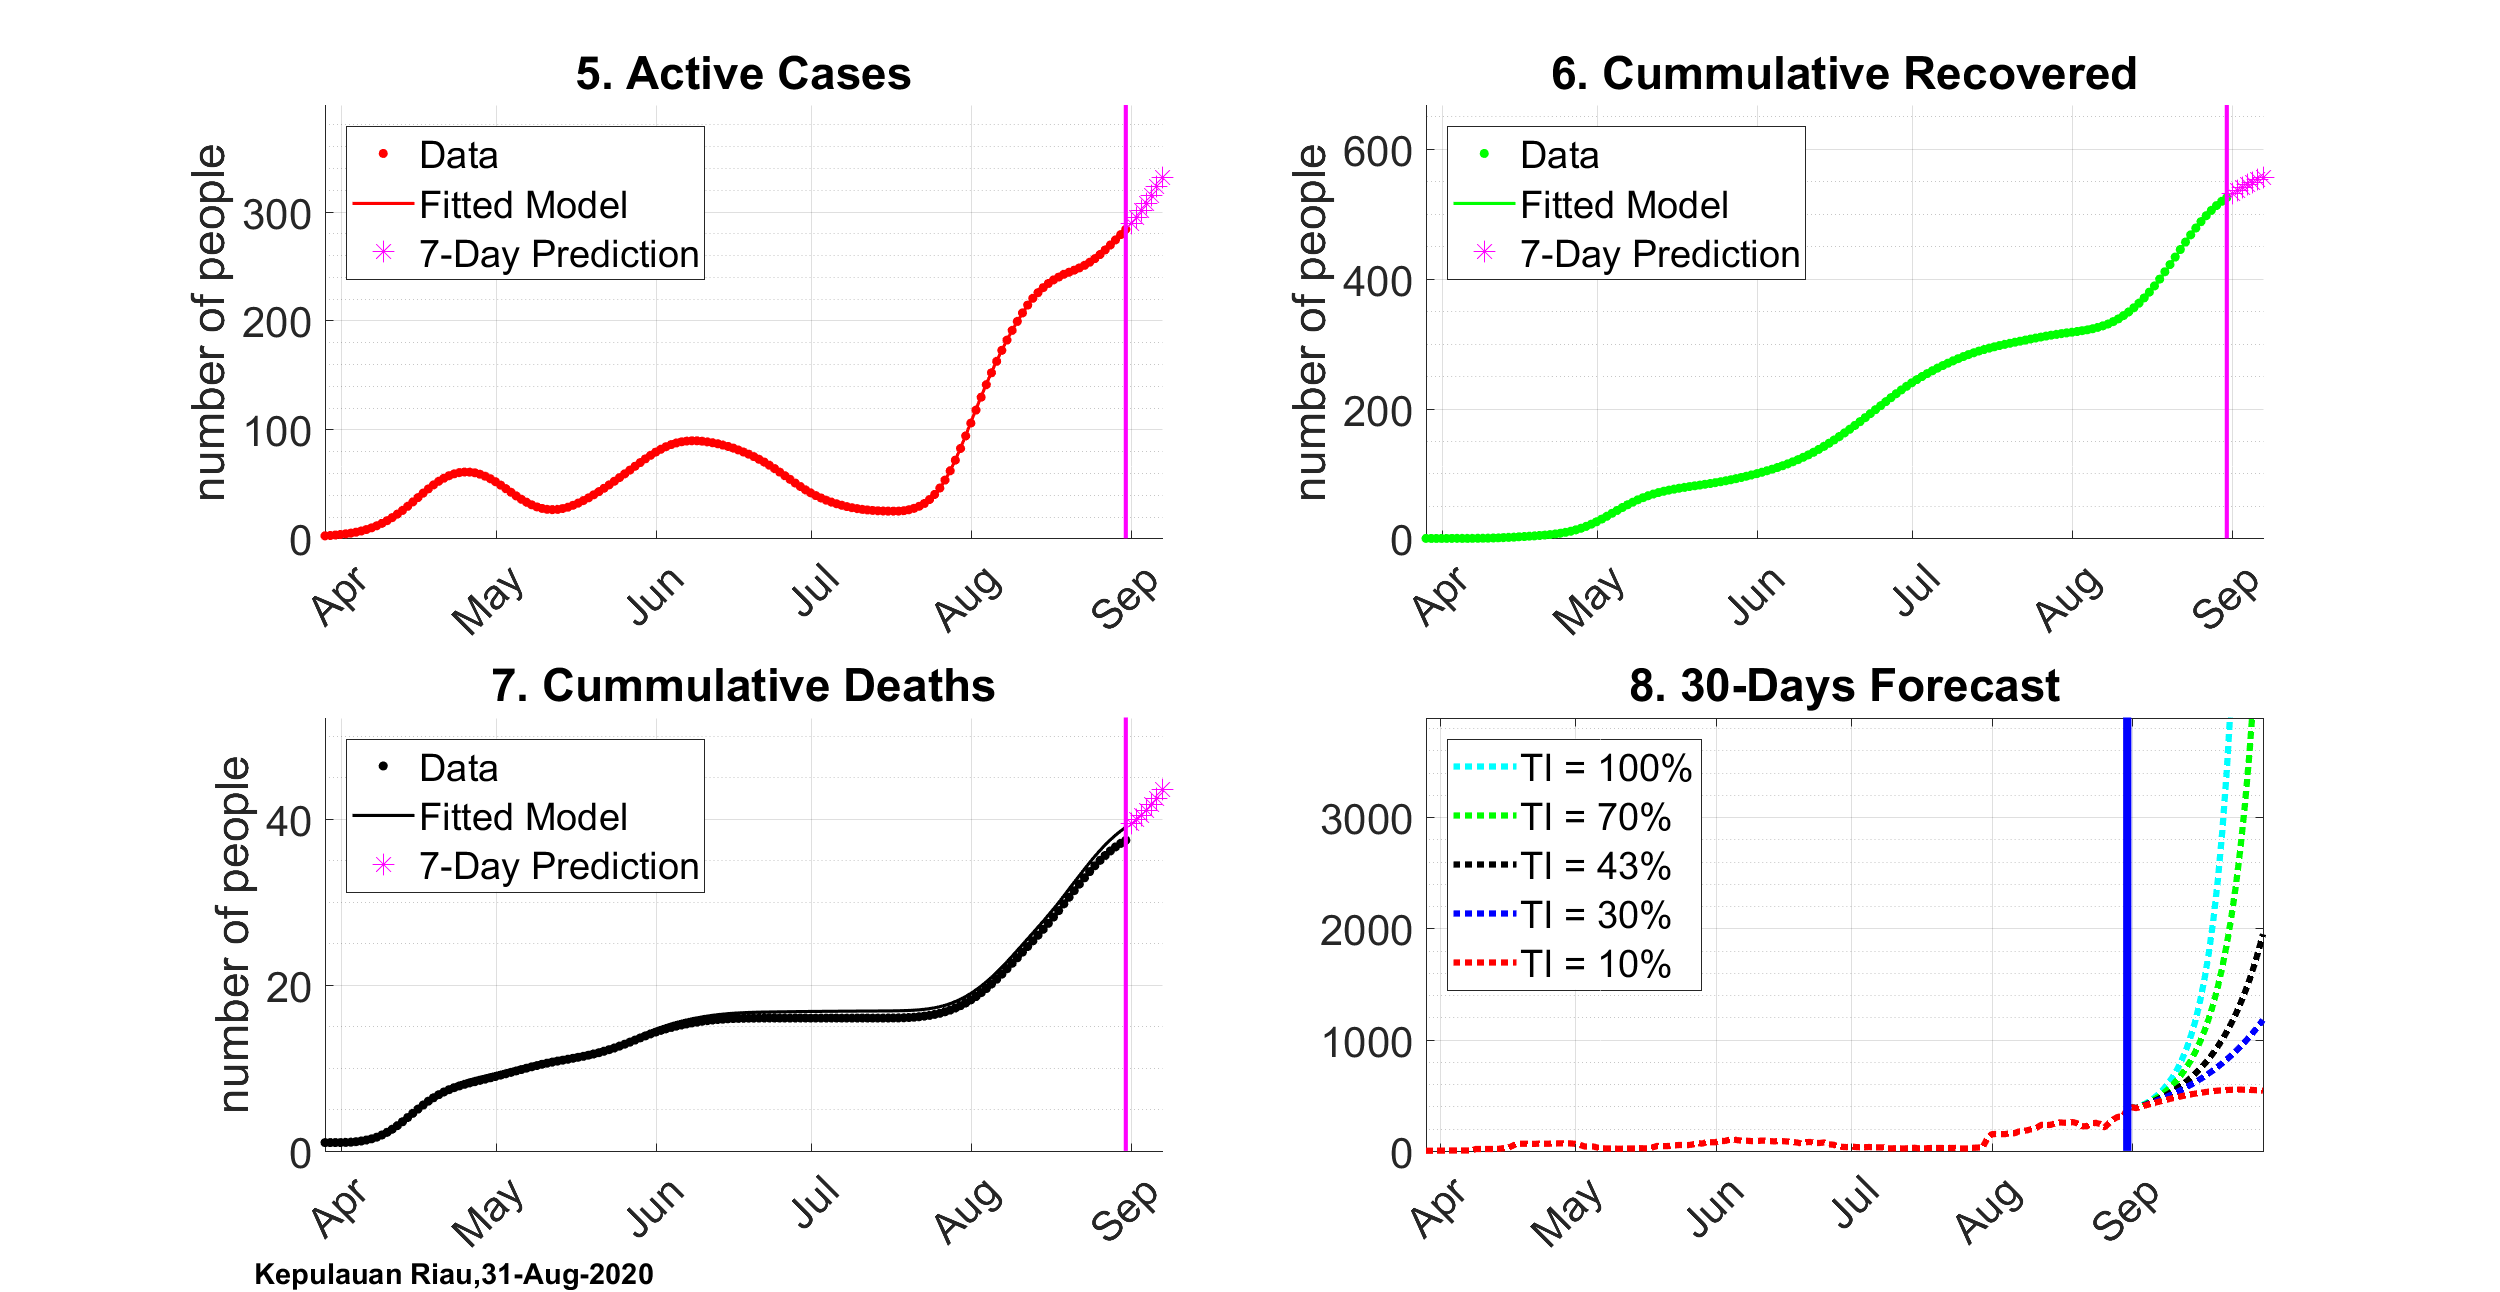 5. Active Cases
number of people
300
200
100
0
Data
Fitted Model
7-Day Prediction
Apr
May
Jun
Jul
Aug
Sep
6. Cummulative Recovered
number of people
600
400
200
0
Data
Fitted Model
7-Day Prediction
Apr
May
Jun
Jul
Aug
Sep
7. Cummulative Deaths
number of people
40
20
0
Data
Fitted Model
7-Day Prediction
Apr
May
Jun
Jul
Aug
Sep
8. 30-Days Forecast
3000
2000
1000
0
TI = 100%
TI = 70%
TI = 43%
TI = 30%
TI = 10%
Apr
May
Jun
Jul
Aug
Sep
Kepulauan Riau,31-Aug-2020